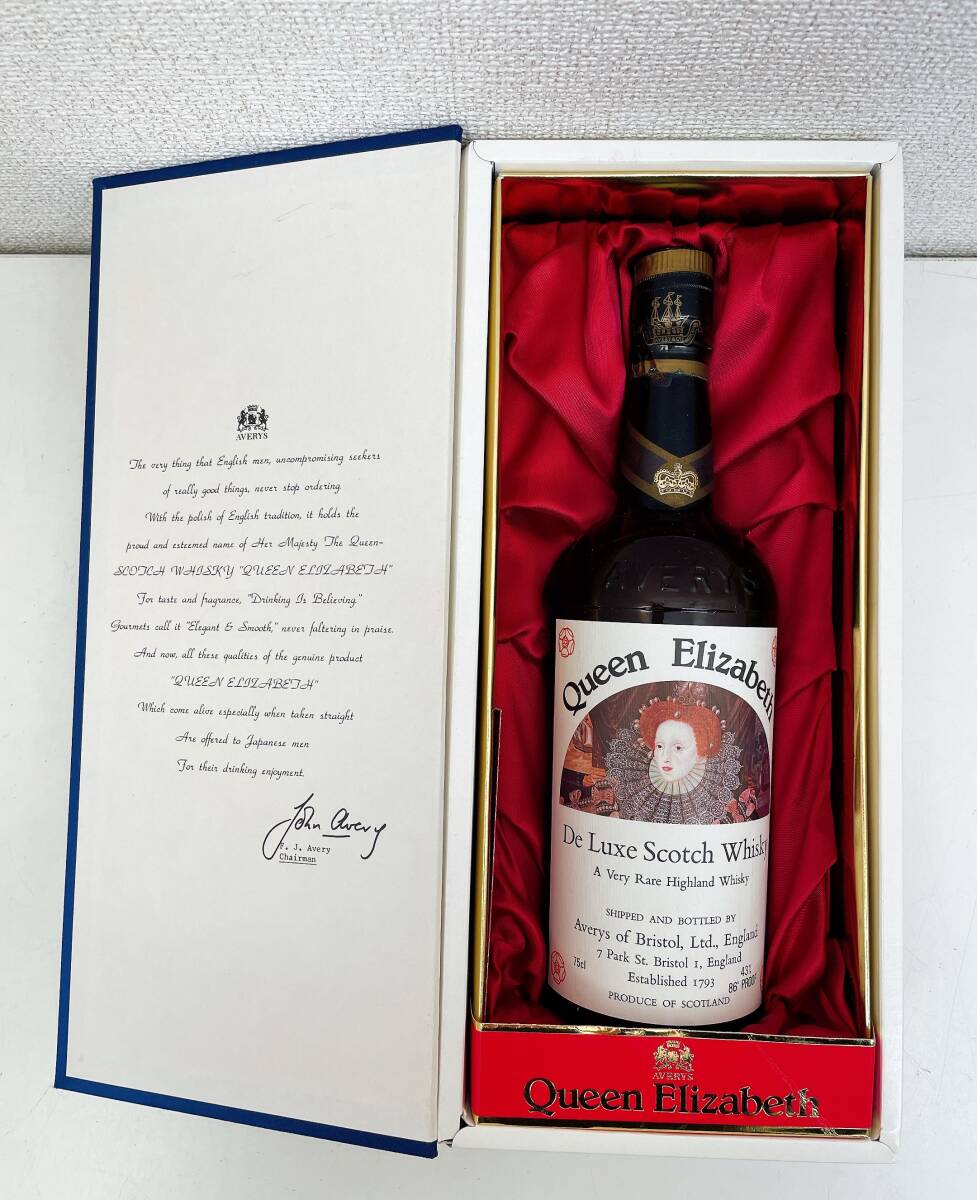 AVERYS
The very thing that English men, uncompromising seekers
of really good things, never stop ordering.
With the polish of English tradition, it holds the
proud and esteemed name of Her Majesty The Queen-
SCOTCH WHISKY "QUEEN ELIZABETH"
For taste and fragrance, "Drinking Is Believing."
Gourmets call it "Elegant & Smooth," never faltering in praise.
And now, all these qualities of the genuine product
"QUEEN ELIZABETH"
Which come alive especially when taken straight
Are offered to Japanese men
For their drinking enjoyment.
John Avery
F. J. Avery
Chairman
AVERYS
Queen Elizabeth
De Luxe Scotch Whisky
A Very Rare Highland Whisky
SHIPPED AND BOTTLED BY
Averys of Bristol, Ltd., England
7 Park St. Bristol 1, England
75cl
Established 1793
43%
86° PROOF
PRODUCE OF SCOTLAND
AVERYS
Queen Elizabeth